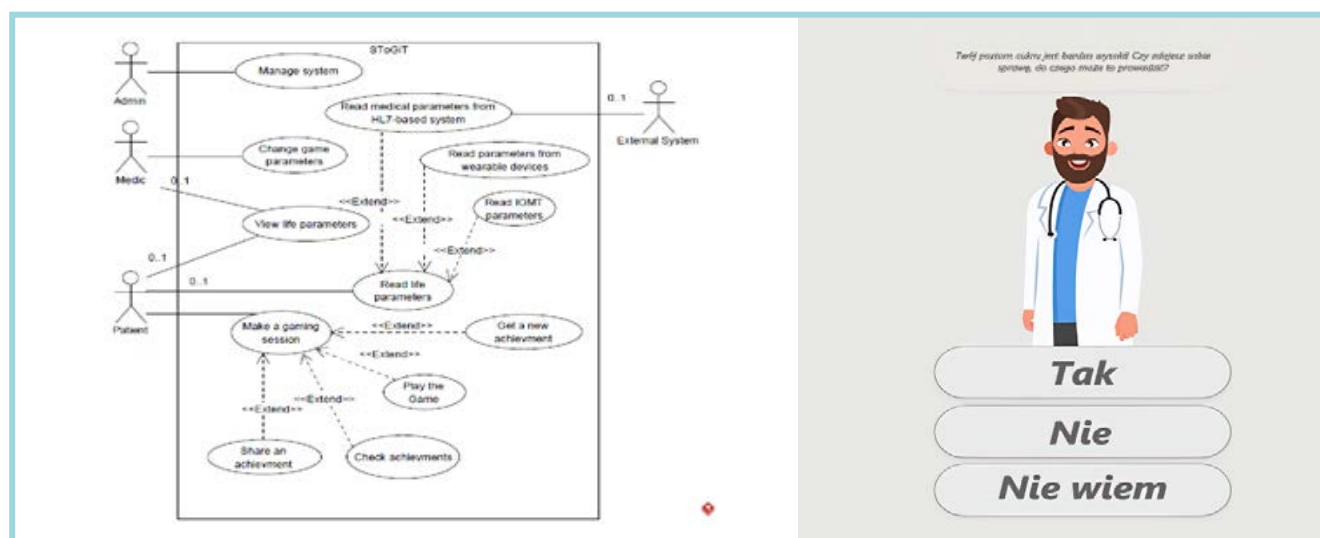 SToGIT
Admin
Manage system
Read medical parameters from
HL7-based system
0..1
External System
Medic
Change game
parameters
0..1
Read parameters from
wearable devices
<<Extend>>
Read IOMT
parameters
<<Extend>>
View life parameters
<<Extend>>
0..1
0..1
Read life
parameters
Patient
Make a gaming
session
<<Extend>>
Get a new
achievment
<<Extend>>
Play the
Game
<<Extend>>
<<Extend>>
Share an
achievment
Check achievments
Twój poziom cukru jest bardzo wysoki! Czy zdajesz sobie
sprawę, do czego może to prowadzić?
Tak
Nie
Nie wiem